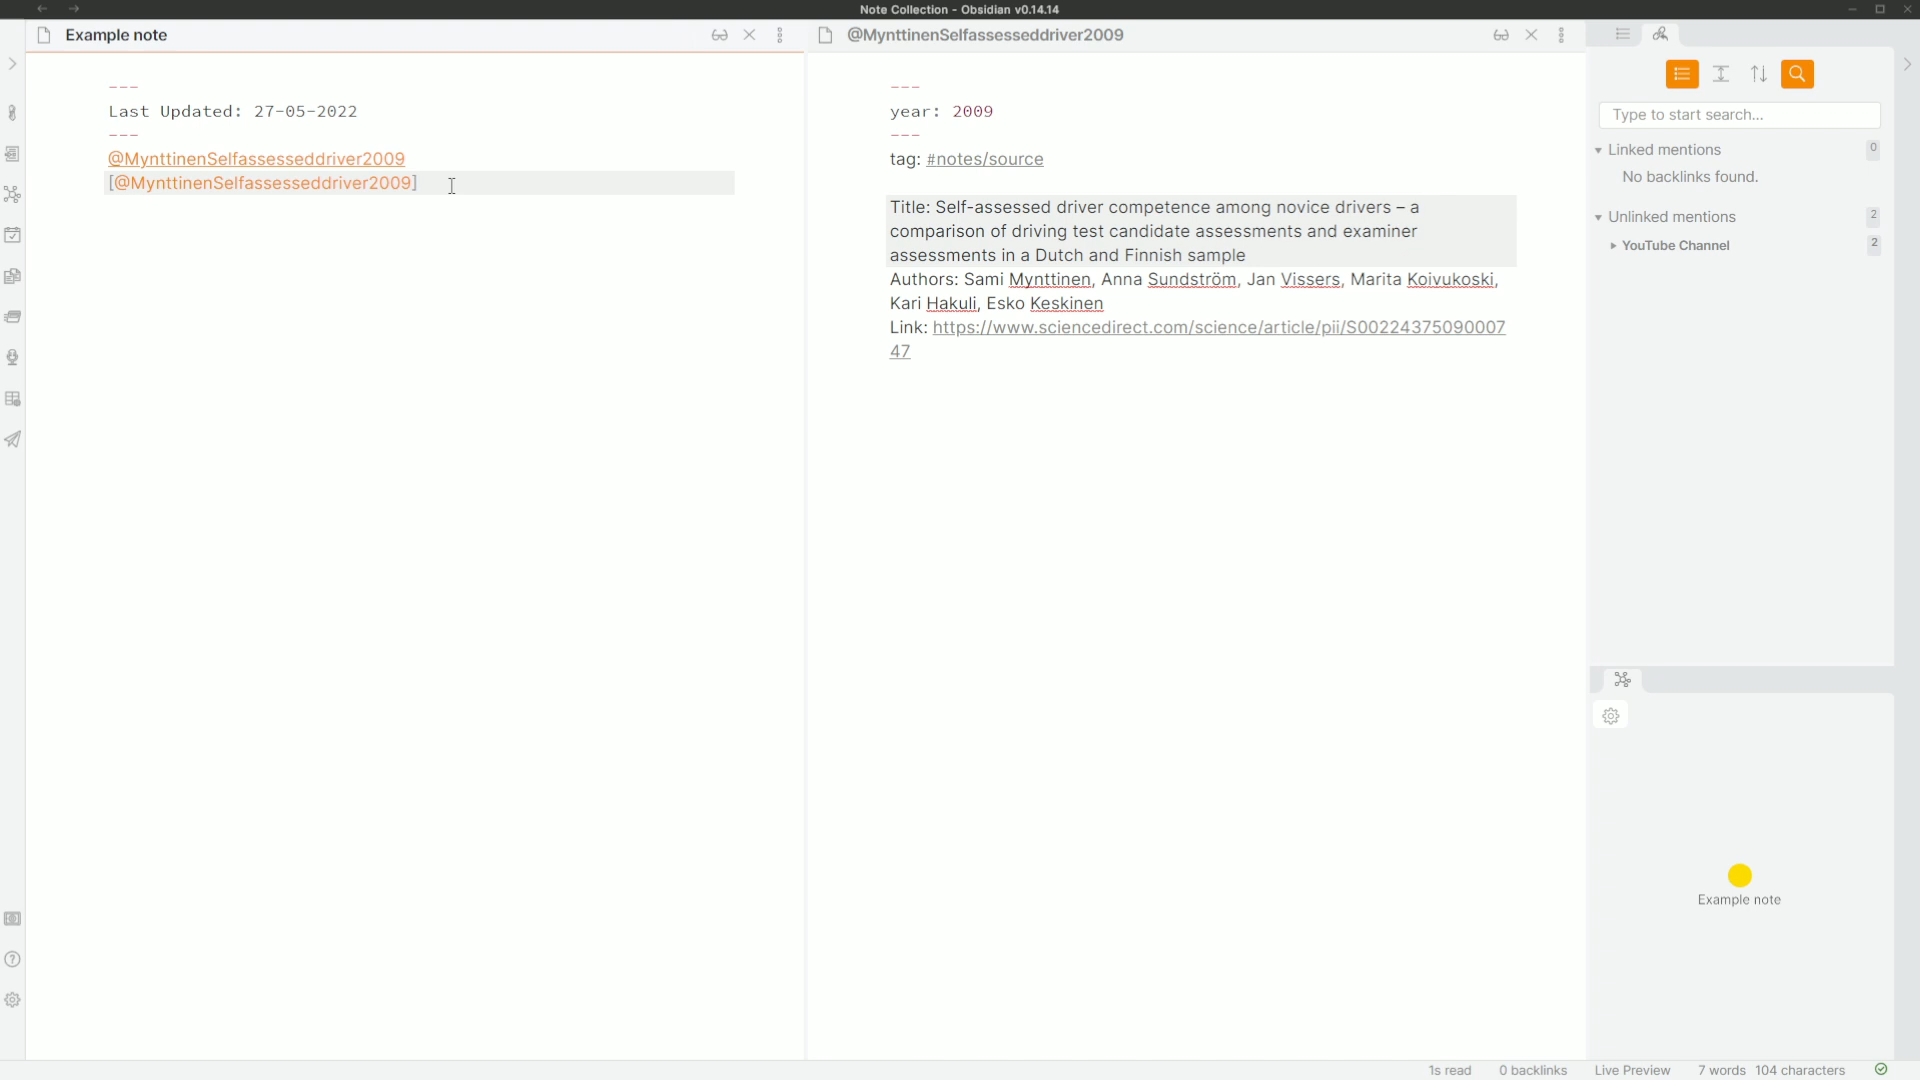 Note Collection - Obsidian v0.14.14
Example note
---
Last Updated: 27-05-2022
---
@MynttinenSelfassesseddriver2009
[@MynttinenSelfassesseddriver2009]
@MynttinenSelfassesseddriver2009
---
year: 2009
---
tag: #notes/source
Title: Self-assessed driver competence among novice drivers – a
comparison of driving test candidate assessments and examiner
assessments in a Dutch and Finnish sample
Authors: Sami Mynttinen, Anna Sundström, Jan Vissers, Marita Koivukoski,
Kari Hakuli, Esko Keskinen
Link: https://www.sciencedirect.com/science/article/pii/S00224375090007
47
Type to start search...
Linked mentions 0
No backlinks found.
Unlinked mentions 2
YouTube Channel 2
Example note
1s read 0 backlinks Live Preview 7 words 104 characters